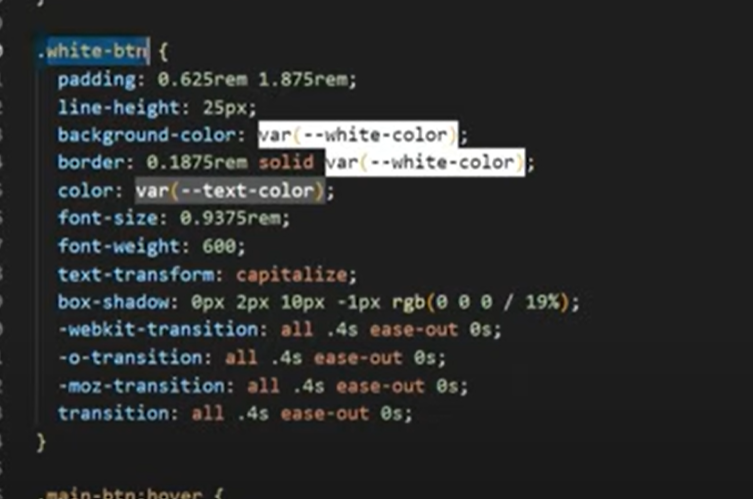 }
.white-btn {
padding: 0.625rem 1.875rem;
line-height: 25px;
background-color: var(--white-color);
border: 0.1875rem solid var(--white-color);
color: var(--text-color);
font-size: 0.9375rem;
font-weight: 600;
text-transform: capitalize;
box-shadow: 0px 2px 10px -1px rgb(0 0 0 / 19%);
-webkit-transition: all .4s ease-out 0s;
-o-transition: all .4s ease-out 0s;
-moz-transition: all .4s ease-out 0s;
transition: all .4s ease-out 0s;
}
.main-btn:hover {